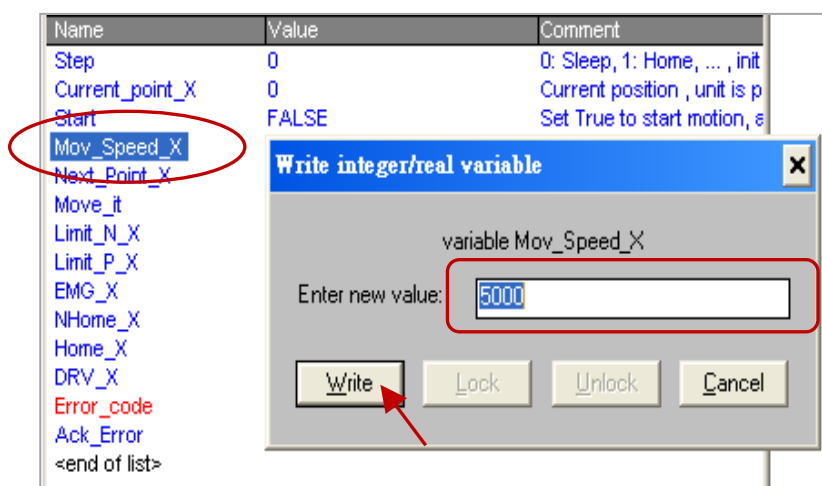 Name Value Comment
Step 0 0: Sleep, 1: Home, ... , init
Current_point_X 0 Current position , unit is p
Start FALSE Set True to start motion, a
Mov_Speed_X
Next_Point_X
Move_it
Limit_N_X
Limit_P_X
EMG_X
NHome_X
Home_X
DRV_X
Error_code
Ack_Error
<end of list>
Write integer/real variable
variable Mov_Speed_X
Enter new value: 5000
Write Lock Unlock Cancel